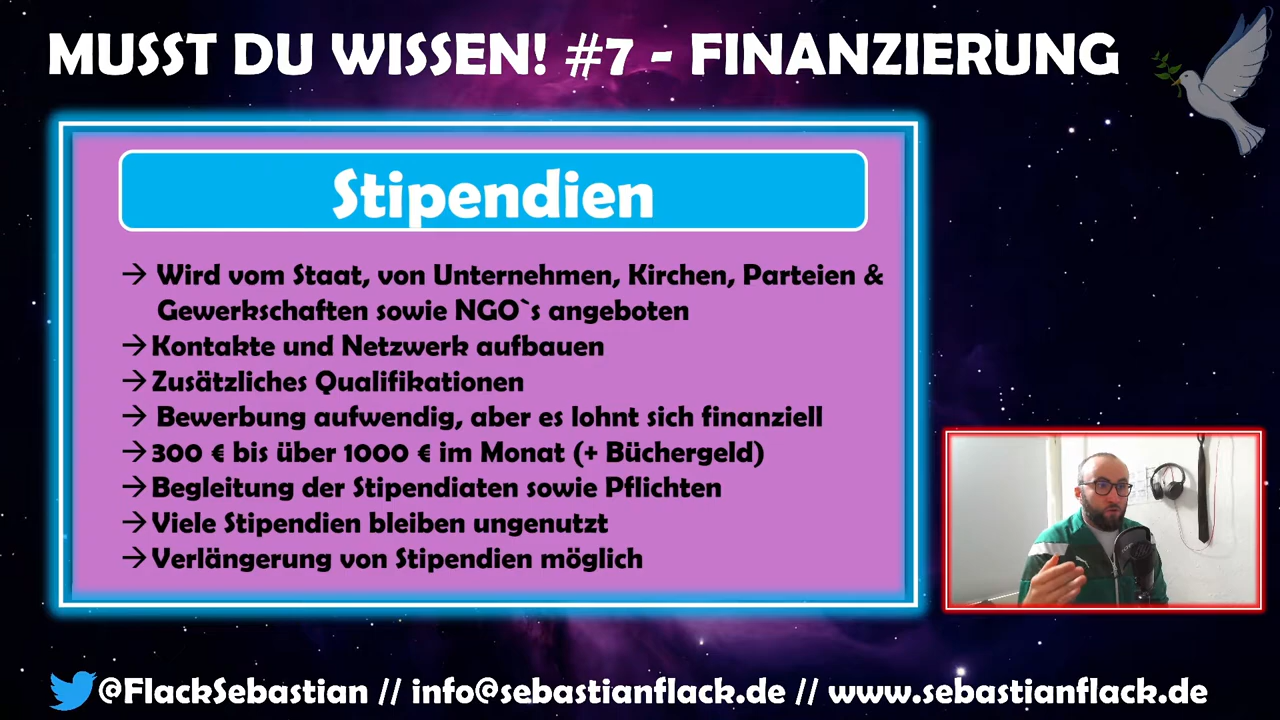 MUSST DU WISSEN! #7 - FINANZIERUNG
Stipendien
→ Wird vom Staat, von Unternehmen, Kirchen, Parteien &
Gewerkschaften sowie NGO`s angeboten
→ Kontakte und Netzwerk aufbauen
→ Zusätzliches Qualifikationen
→ Bewerbung aufwendig, aber es lohnt sich finanziell
→ 300 € bis über 1000 € im Monat (+ Büchergeld)
→ Begleitung der Stipendiaten sowie Pflichten
→ Viele Stipendien bleiben ungenutzt
→ Verlängerung von Stipendien möglich
@FlackSebastian // info@sebastianflack.de // www.sebastianflack.de